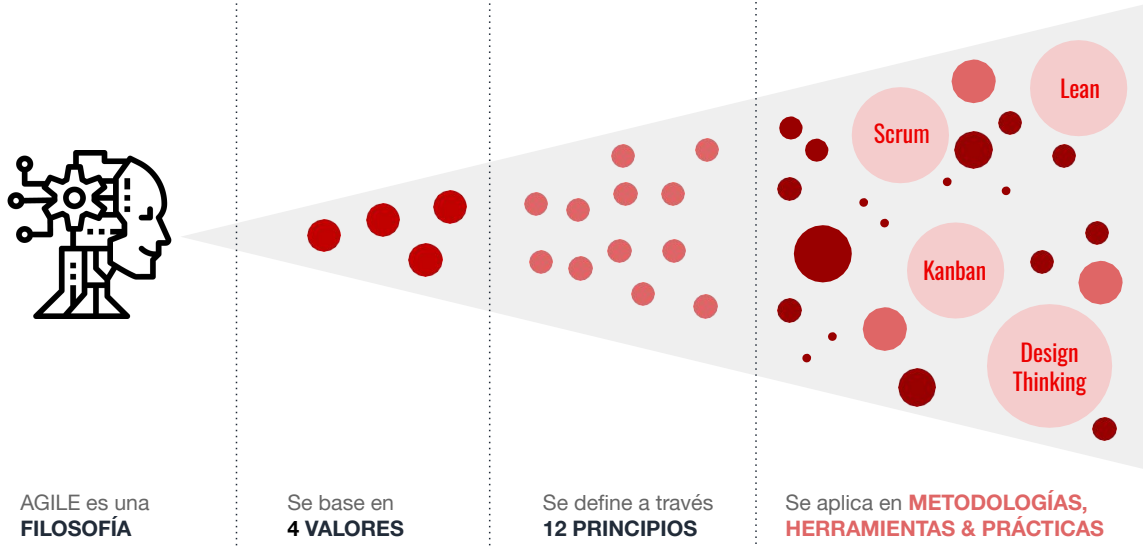 Lean
Scrum
Kanban
Design
Thinking
AGILE es una
FILOSOFÍA
Se base en
4 VALORES
Se define a través
12 PRINCIPIOS
Se aplica en METODOLOGÍAS,
HERRAMIENTAS & PRÁCTICAS